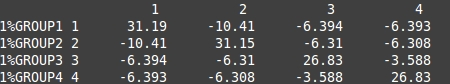 1 2 3 4
1%GROUP1 1 31.19 -10.41 -6.394 -6.393
1%GROUP2 2 -10.41 31.15 -6.31 -6.308
1%GROUP3 3 -6.394 -6.31 26.83 -3.588
1%GROUP4 4 -6.393 -6.308 -3.588 26.83